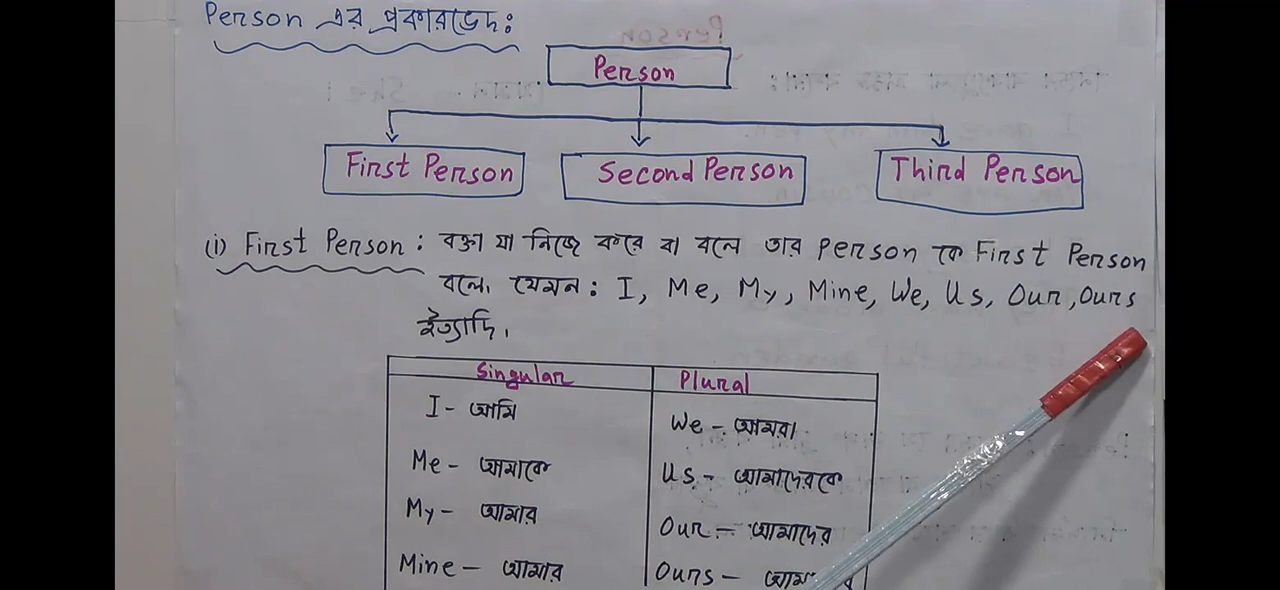 Person এর প্রকারভেদ:
Person
First Person Second Person Third Person
(i) First Person : বক্তা যা নিজে করে বা বলে তার person কে First Person
বলে। যেমন : I, Me, My, Mine, We, Us, Our, Ours
ইত্যাদি।
Singular Plural
I - আমি We - আমরা
Me - আমাকে Us - আমাদেরকে
My - আমার Our - আমাদের
Mine - আমার Ours -